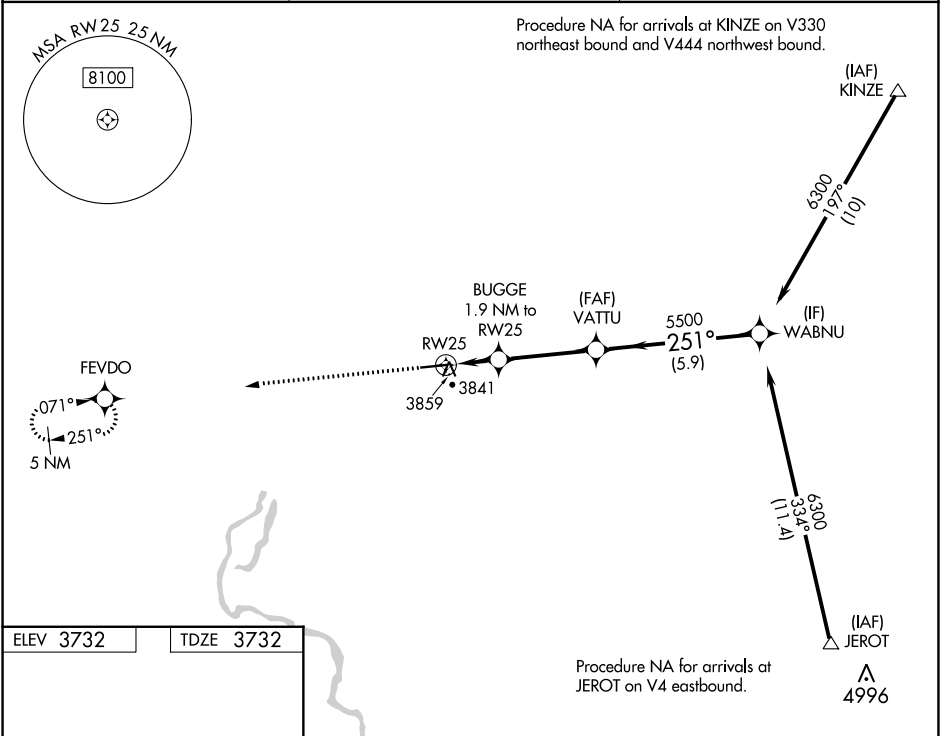 MSA RW25 25 NM
8100
Procedure NA for arrivals at KINZE on V330
northeast bound and V444 northwest bound.
(IAF)
KINZE
6300
197°
(10)
BUGGE
1.9 NM to
RW25
(FAF)
VATTU
5500
251°
(5.9)
(IF)
WABNU
RW25
3859
3841
FEVDO
071°
251°
5 NM
6300
334°
(11.4)
(IAF)
JEROT
4996
Procedure NA for arrivals at
JEROT on V4 eastbound.
ELEV 3732
TDZE 3732